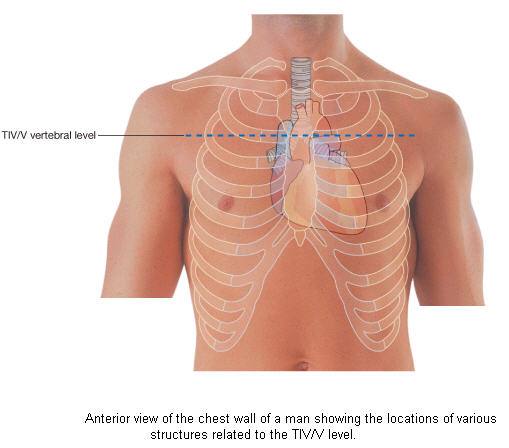 TIV/V vertebral level
Anterior view of the chest wall of a man showing the locations of various
structures related to the TIV/V level.